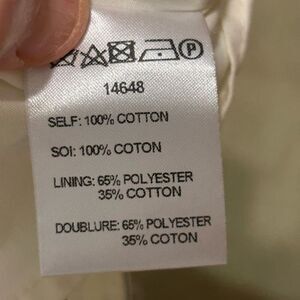 P
14648
SELF: 100% COTTON
SOI: 100% COTON
LINING: 65% POLYESTER
35% COTTON
DOUBLURE: 65% POLYESTER
35% COTON